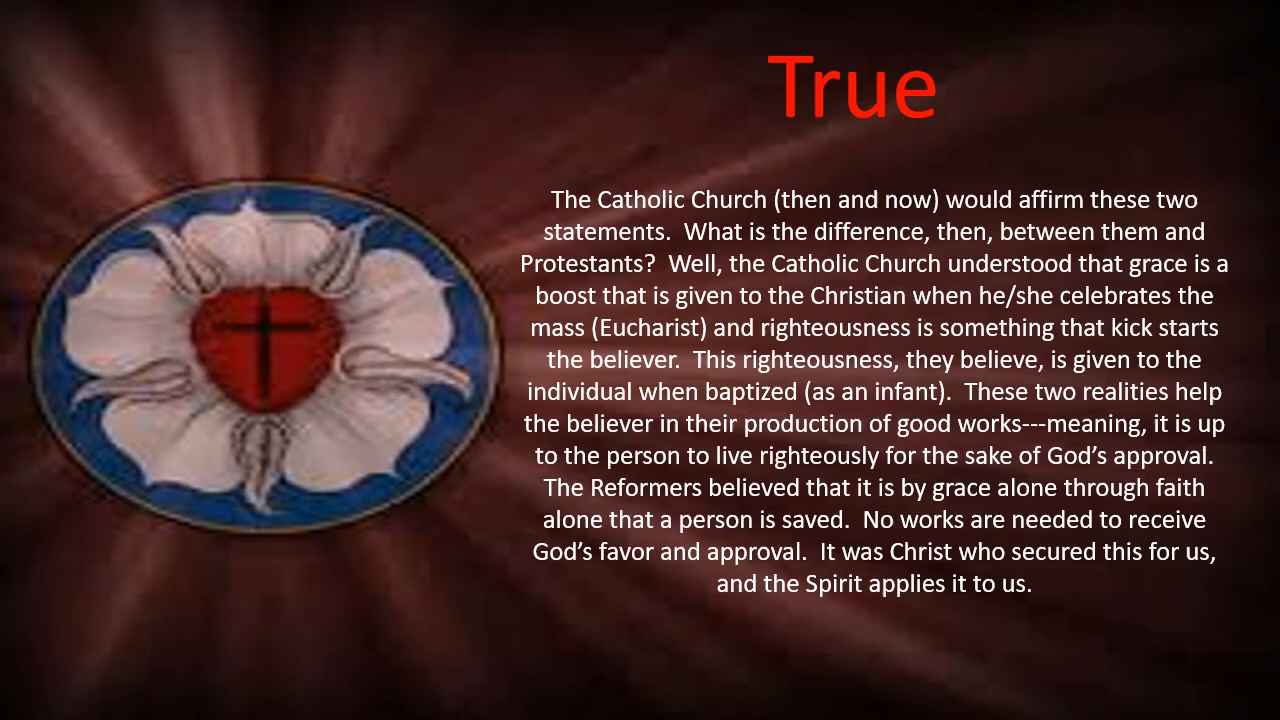 True
The Catholic Church (then and now) would affirm these two
statements.  What is the difference, then, between them and
Protestants?  Well, the Catholic Church understood that grace is a
boost that is given to the Christian when he/she celebrates the
mass (Eucharist) and righteousness is something that kick starts
the believer.  This righteousness, they believe, is given to the
individual when baptized (as an infant).  These two realities help
the believer in their production of good works---meaning, it is up
to the person to live righteously for the sake of God’s approval.
The Reformers believed that it is by grace alone through faith
alone that a person is saved.  No works are needed to receive
God’s favor and approval.  It was Christ who secured this for us,
and the Spirit applies it to us.